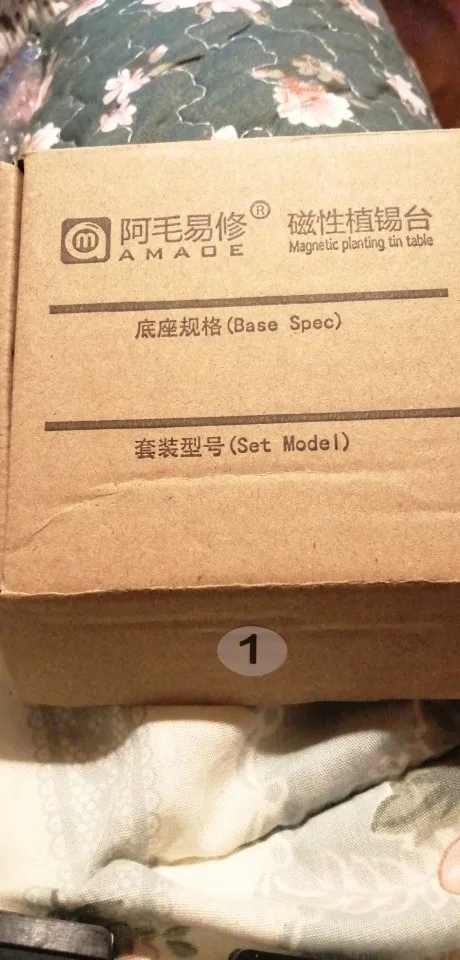 阿毛易修® 磁性植锡台
AMAOE Magnetic planting tin table
底座规格(Base Spec)
套装型号(Set Model)
1